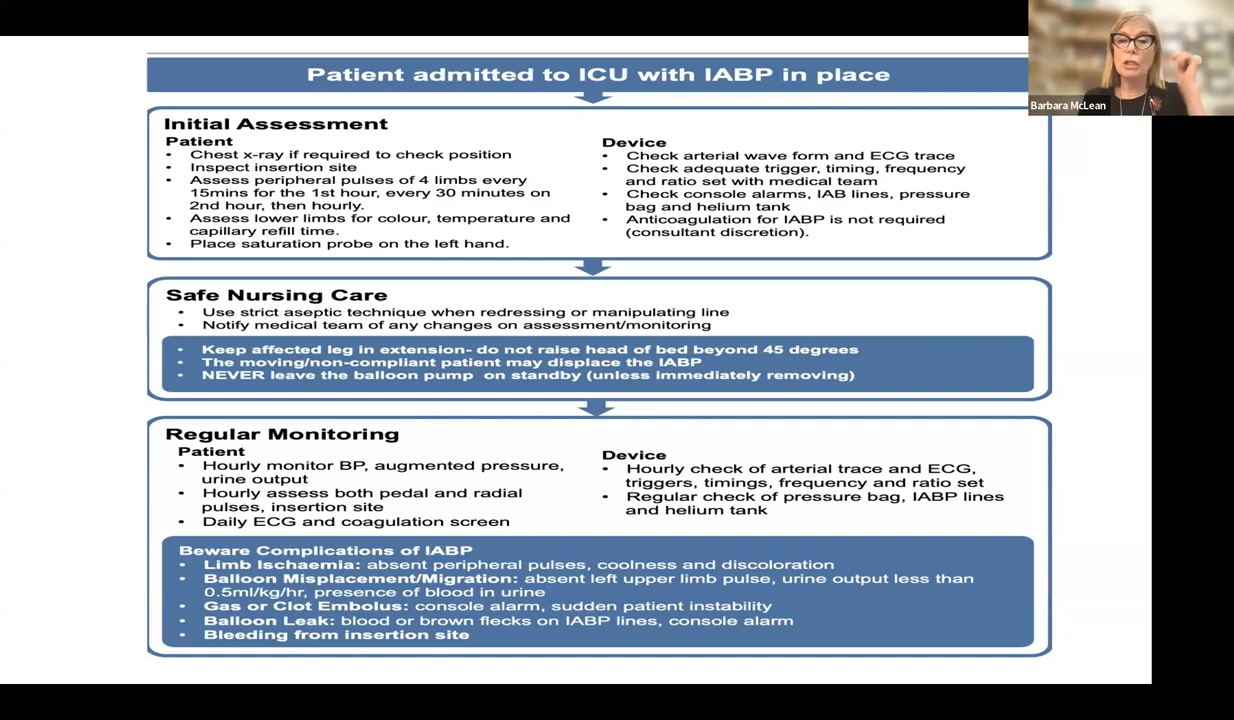 Patient admitted to ICU with IABP in place
Barbara McLean
Initial Assessment
Patient
• Chest x-ray if required to check position
• Inspect insertion site
• Assess peripheral pulses of 4 limbs every
15mins for the 1st hour, every 30 minutes on
2nd hour, then hourly.
• Assess lower limbs for colour, temperature and
capillary refill time.
• Place saturation probe on the left hand.
Device
• Check arterial wave form and ECG trace
• Check adequate trigger, timing, frequency
and ratio set with medical team
• Check console alarms, IAB lines, pressure
bag and helium tank
• Anticoagulation for IABP is not required
(consultant discretion).
Safe Nursing Care
• Use strict aseptic technique when redressing or manipulating line
• Notify medical team of any changes on assessment/monitoring
• Keep affected leg in extension- do not raise head of bed beyond 45 degrees
• The moving/non-compliant patient may displace the IABP
• NEVER leave the balloon pump on standby (unless immediately removing)
Regular Monitoring
Patient
• Hourly monitor BP, augmented pressure,
urine output
• Hourly assess both pedal and radial
pulses, insertion site
• Daily ECG and coagulation screen
Device
• Hourly check of arterial trace and ECG,
triggers, timings, frequency and ratio set
• Regular check of pressure bag, IABP lines
and helium tank
Beware Complications of IABP
• Limb Ischaemia: absent peripheral pulses, coolness and discoloration
• Balloon Misplacement/Migration: absent left upper limb pulse, urine output less than
0.5ml/kg/hr, presence of blood in urine
• Gas or Clot Embolus: console alarm, sudden patient instability
• Balloon Leak: blood or brown flecks on IABP lines, console alarm
• Bleeding from insertion site